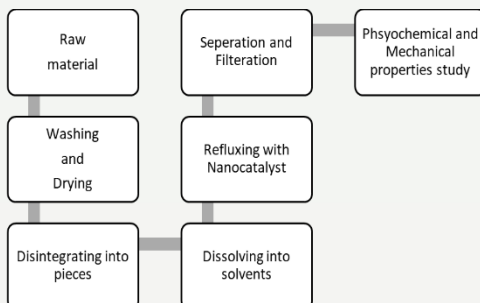 Raw
material
Washing
and
Drying
Disintegrating into
pieces
Dissolving into
solvents
Refluxing with
Nanocatalyst
Seperation and
Filteration
Phsyochemical and
Mechanical
properties study